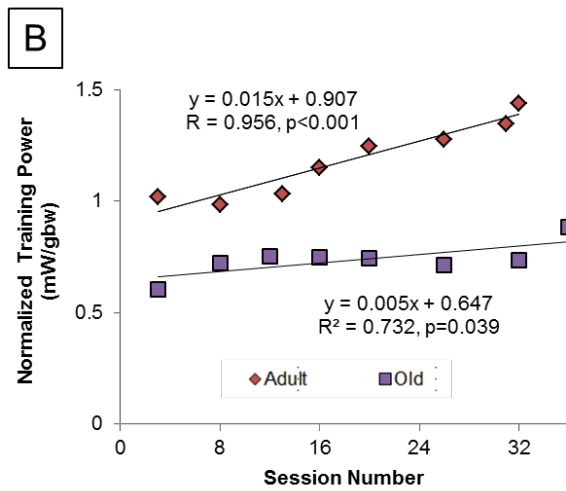 B
1.5
1
0.5
0
y = 0.015x + 0.907
R = 0.956, p<0.001
y = 0.005x + 0.647
R² = 0.732, p=0.039
Adult Old
0 8 16 24 32
Session Number
Normalized Training Power
(mW/gbw)